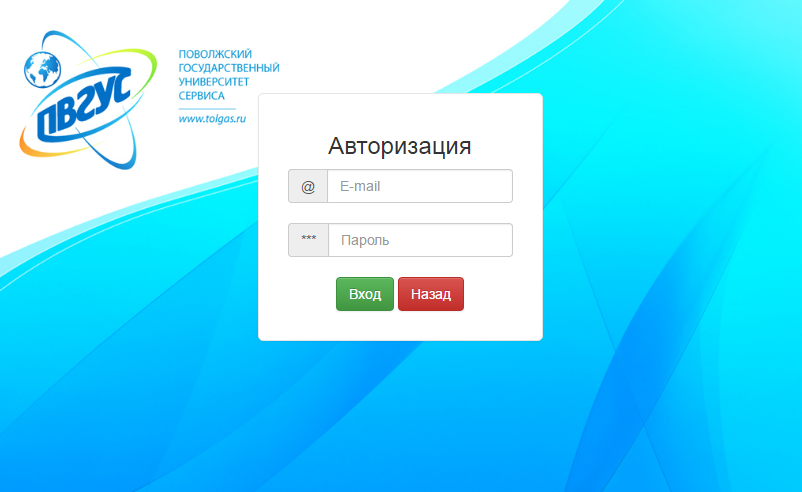 ПВГУС
ПОВОЛЖСКИЙ
ГОСУДАРСТВЕННЫЙ
УНИВЕРСИТЕТ
СЕРВИСА
www.tolgas.ru
Авторизация
@ E-mail
*** Пароль
Вход Назад